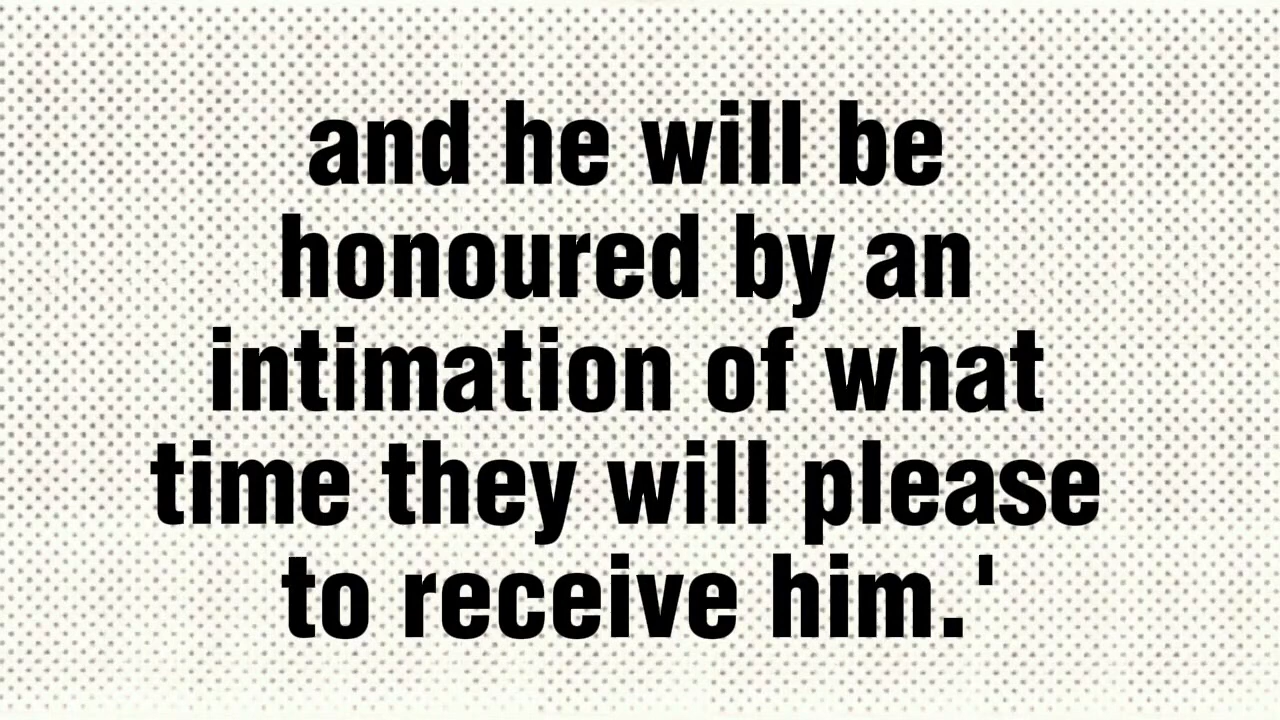 and he will be
honoured by an
intimation of what
time they will please
to receive him.'